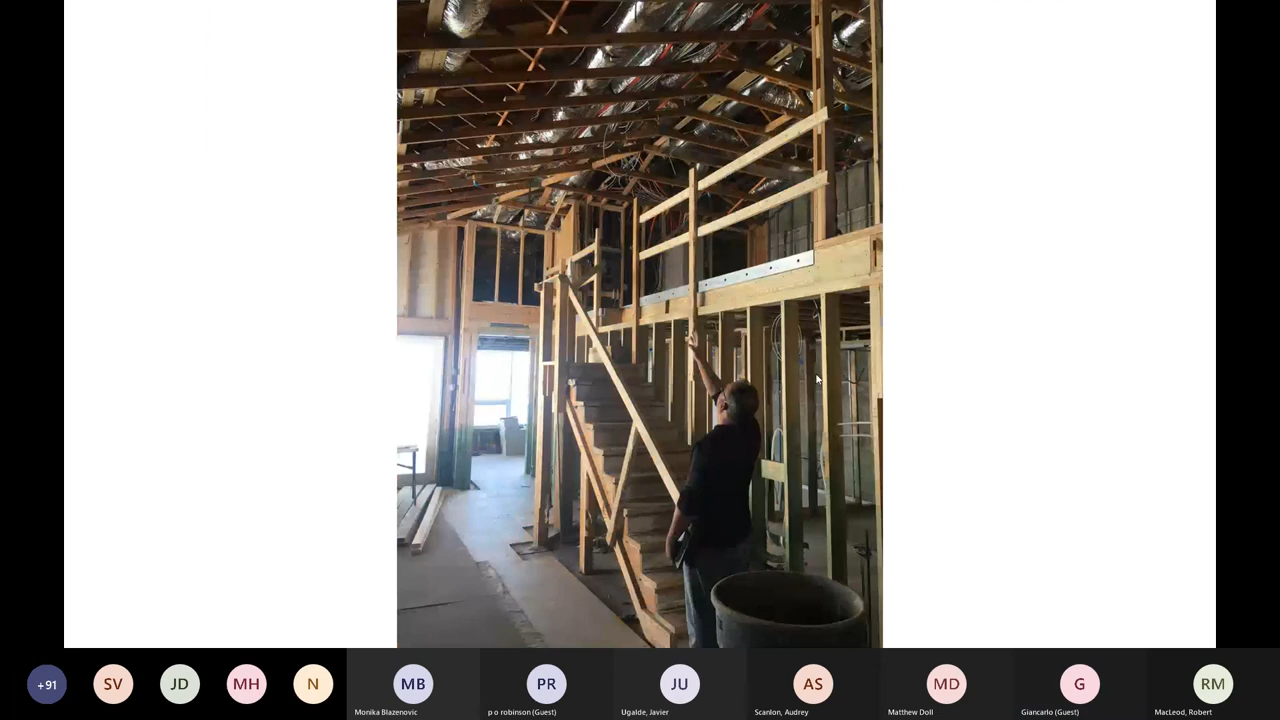 +91
SV
JD
MH
N
MB
PR
JU
AS
MD
G
RM
Monika Blazenovic
p o robinson (Guest)
Ugalde, Javier
Scanlon, Audrey
Matthew Doll
Giancarlo (Guest)
MacLeod, Robert